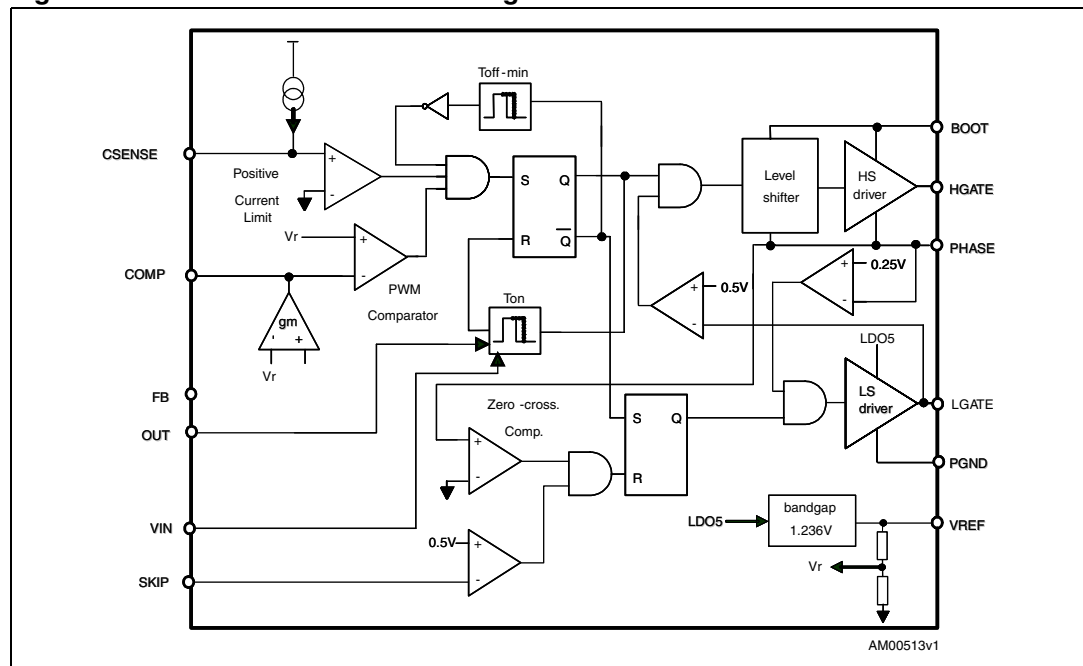 Toff-min
BOOT
CSENSE
+
-
Positive
Current
Limit
S
Q
R
Q
Level
shifter
HS
driver
HGATE
PHASE
Vr
+
-
COMP
PWM
Comparator
gm
-
+
Vr
Ton
+
-
0.5V
+
-
0.25V
LDO5
LS
driver
LGATE
PGND
FB
OUT
Zero -cross.
Comp.
+
-
S
Q
R
VIN
0.5V
+
-
SKIP
LDO5
bandgap
1.236V
VREF
Vr
AM00513v1